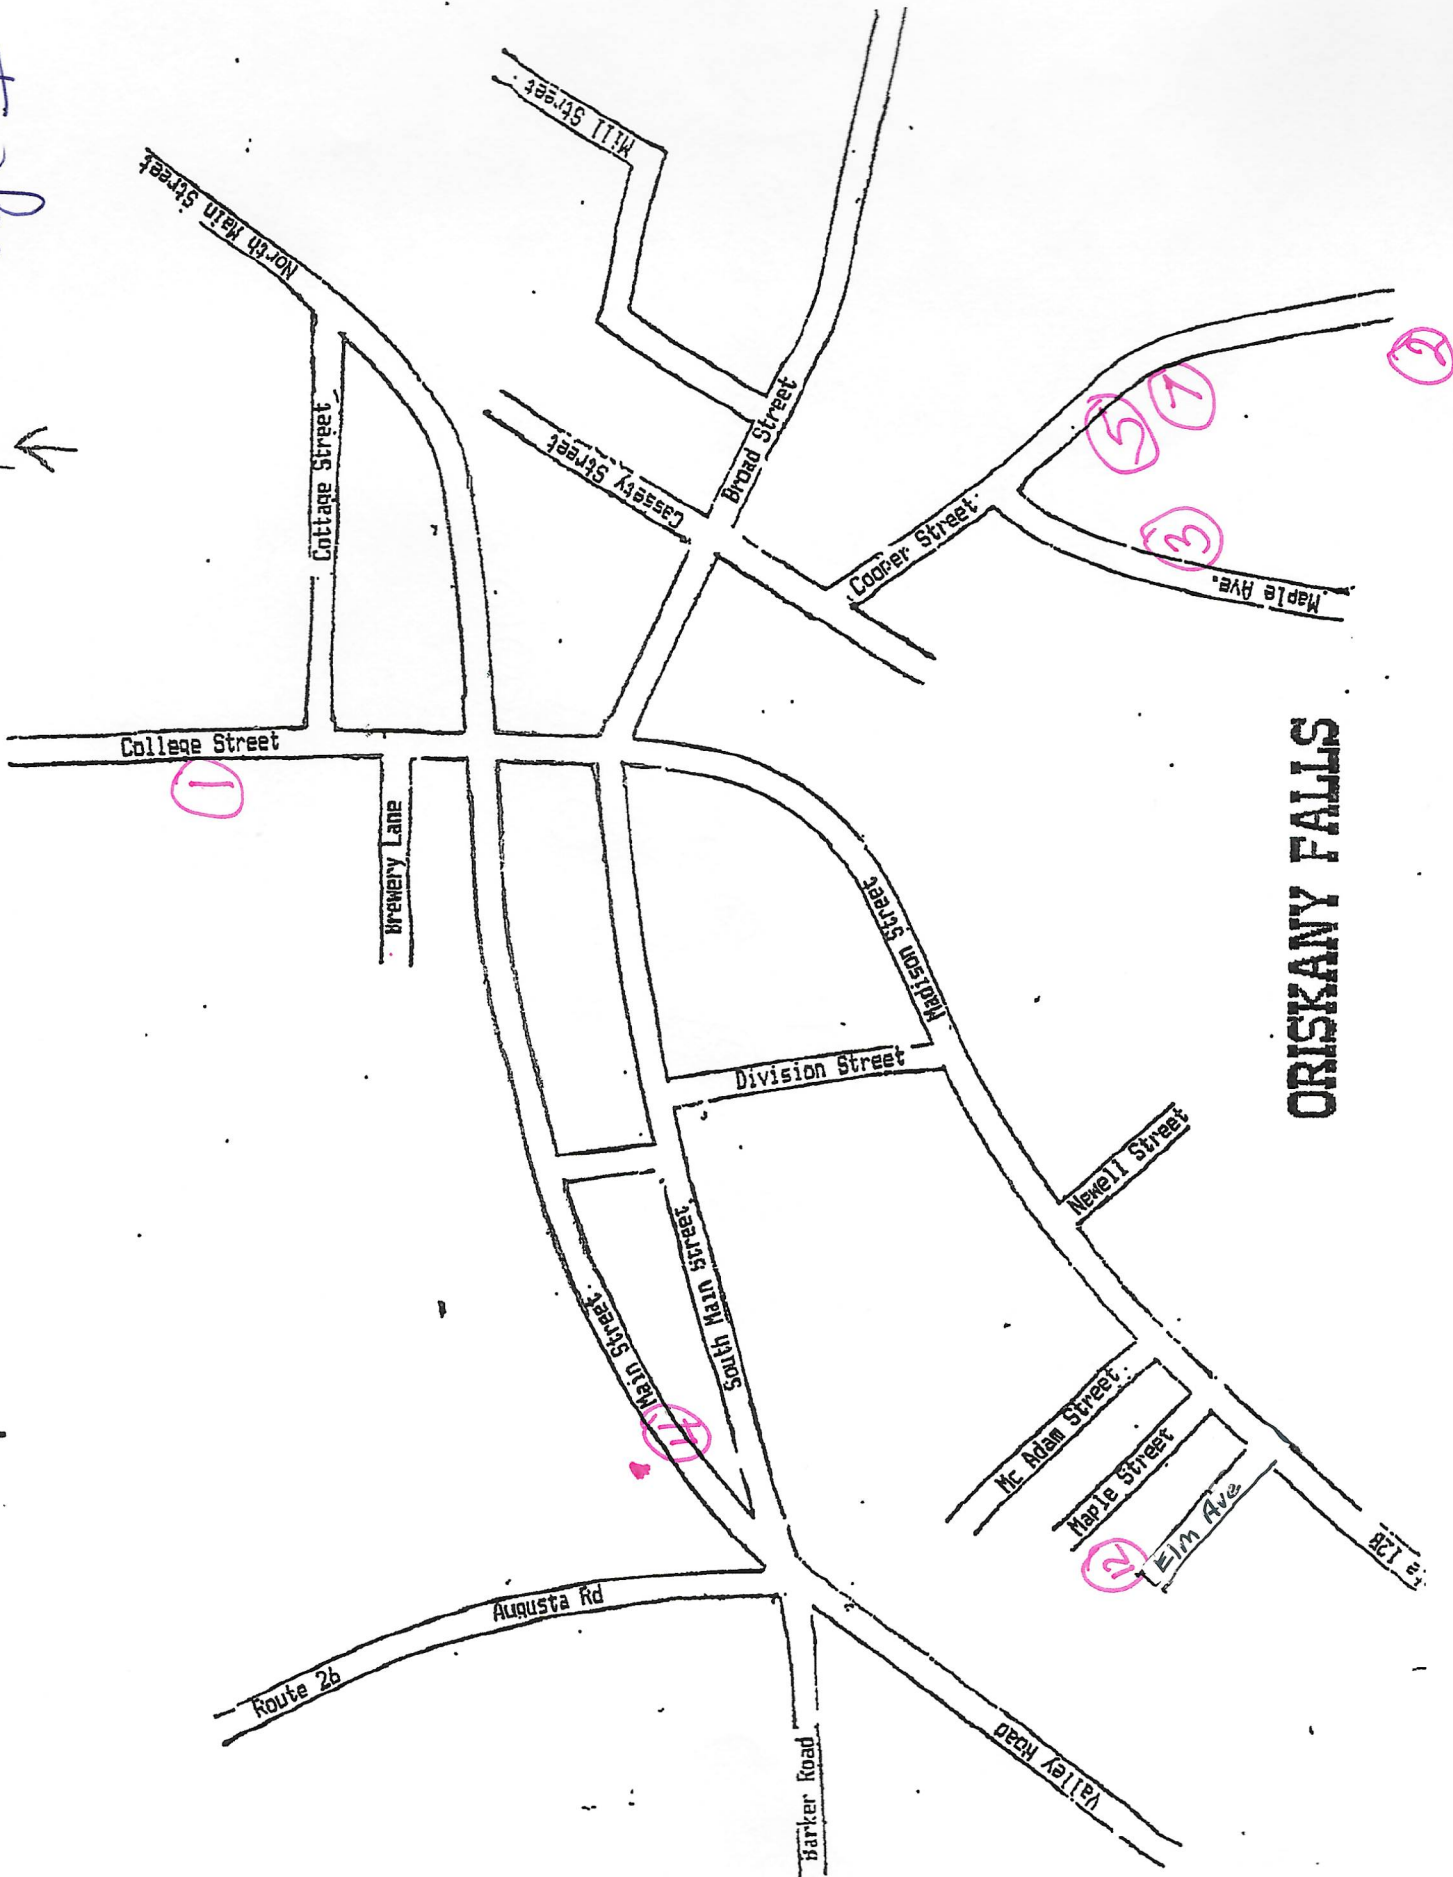 Mill Street
North Main Street
Cottage Street
Cassety Street
Broad Street
Cooper Street
Maple Ave.
2
7
5
3
College Street
1
Brewery Lane
Madison Street
ORISKANY FALLS
Division Street
Newell Street
South Main Street
Main Street
Mc Adam Street
Maple Street
Elm Ave
12B
Augusta Rd
Route 26
Barker Road
Valley Road